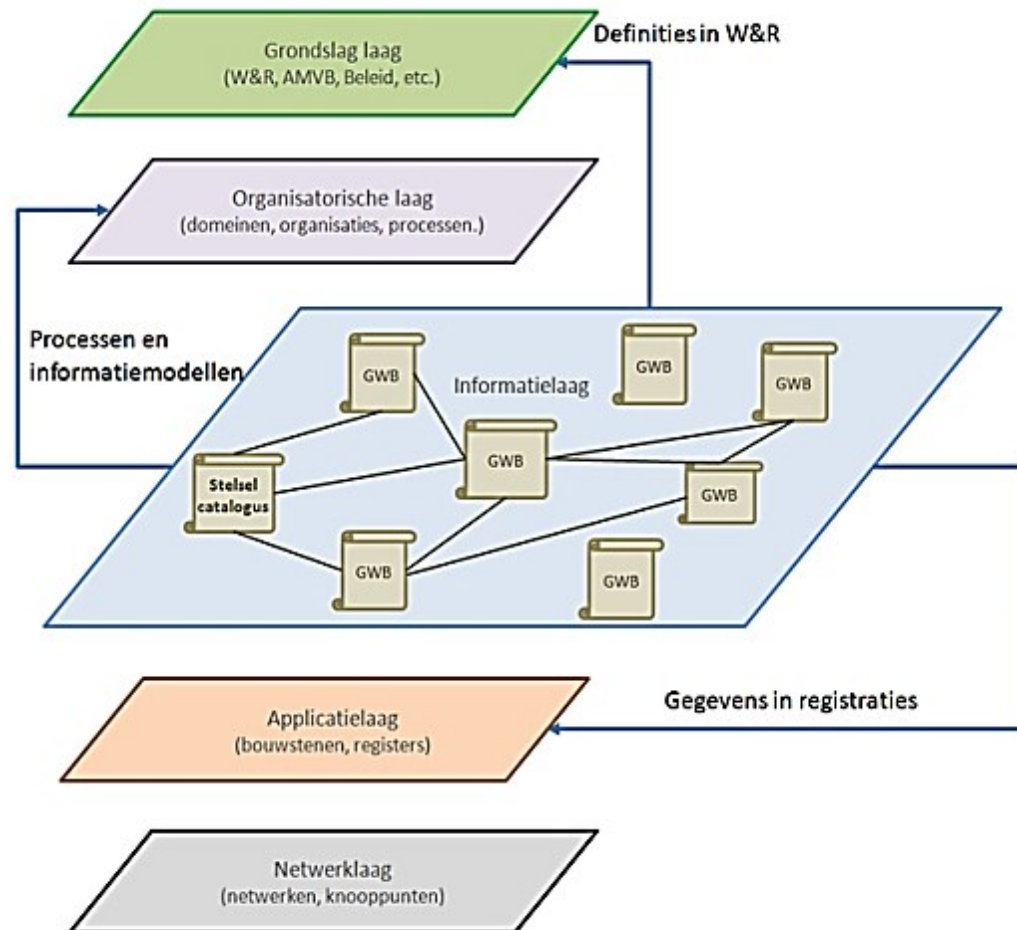 Definities in W&R
Grondslag laag
(W&R, AMVB, Beleid, etc.)
Organisatorische laag
(domeinen, organisaties, processen.)
Processen en
informatiemodellen
Informatielaag
GWB
GWB
GWB
GWB
Stelsel
catalogus
GWB
GWB
GWB
Gegevens in registraties
Applicatielaag
(bouwstenen, registers)
Netwerklaag
(netwerken, knooppunten)